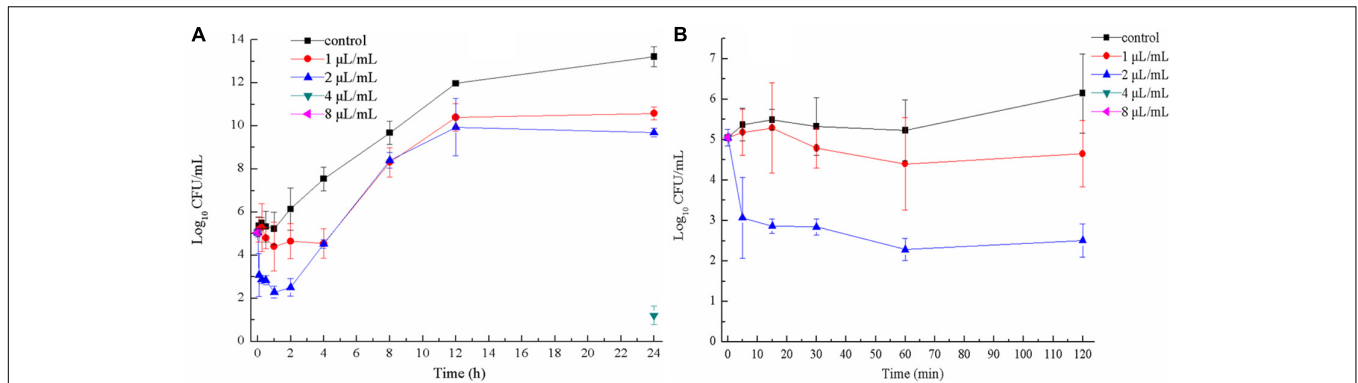 A
control
1 µL/mL
2 µL/mL
4 µL/mL
8 µL/mL
14
12
10
8
6
4
2
0
Log10 CFU/mL
0 2 4 6 8 10 12 14 16 18 20 22 24
Time (h)
B
control
1 µL/mL
2 µL/mL
4 µL/mL
8 µL/mL
7
6
5
4
3
2
1
0
Log10 CFU/mL
0 10 20 30 40 50 60 70 80 90 100 110 120
Time (min)